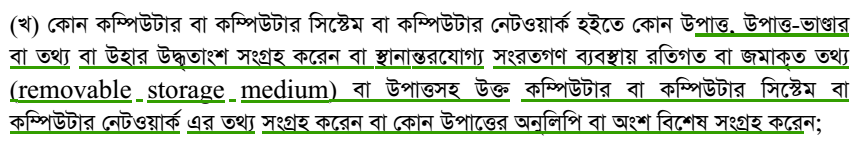 (খ) কোন কম্পিউটার বা কম্পিউটার সিস্টেম বা কম্পিউটার নেটওয়ার্ক হইতে কোন উপাত্ত, উপাত্ত-ভাণ্ডার
বা তথ্য বা উহার উদ্ধৃতাংশ সংগ্রহ করেন বা স্থানান্তরযোগ্য সংরতগণ ব্যবস্থায় রতিগত বা জমাকৃত তথ্য
(removable storage medium) বা উপাত্তসহ উক্ত কম্পিউটার বা কম্পিউটার সিস্টেম বা
কম্পিউটার নেটওয়ার্ক এর তথ্য সংগ্রহ করেন বা কোন উপাত্তের অনুলিপি বা অংশ বিশেষ সংগ্রহ করেন;